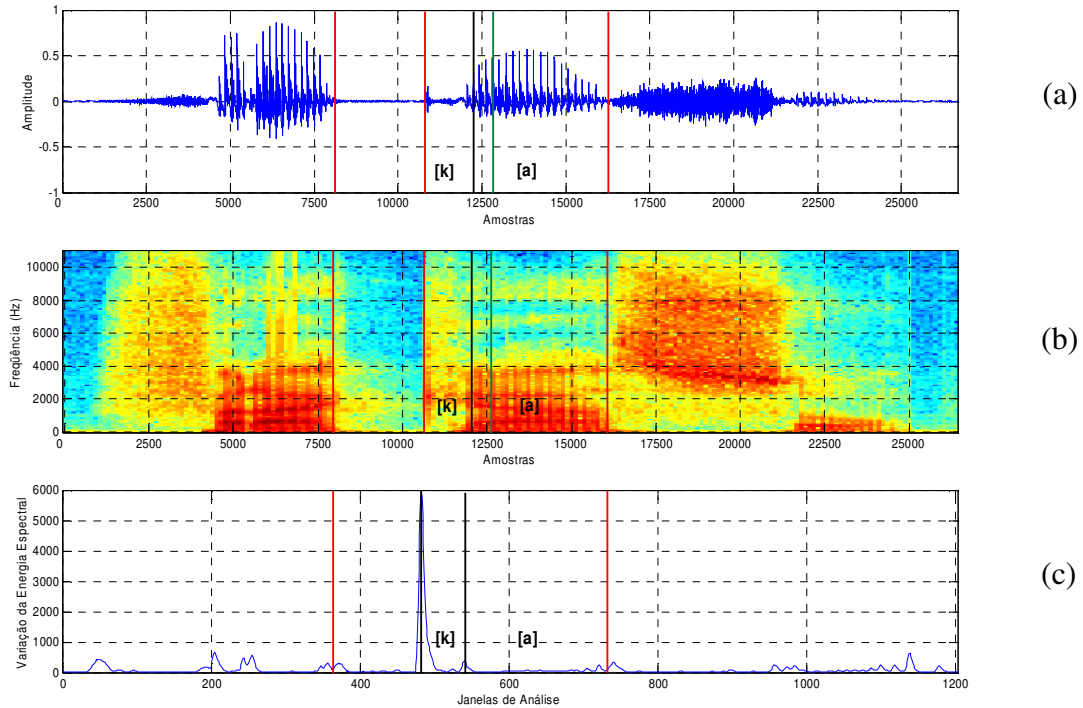 1
0.5
0
-0.5
-1
Amplitude
[k]
[a]
0 2500 5000 7500 10000 12500 15000 17500 20000 22500 25000
Amostras
(a)
10000
8000
6000
4000
2000
0
Freqüência (Hz)
[k]
[a]
0 2500 5000 7500 10000 12500 15000 17500 20000 22500 25000
Amostras
(b)
6000
5000
4000
3000
2000
1000
0
Variação da Energia Espectral
[k]
[a]
0 200 400 600 800 1000 1200
Janelas de Análise
(c)